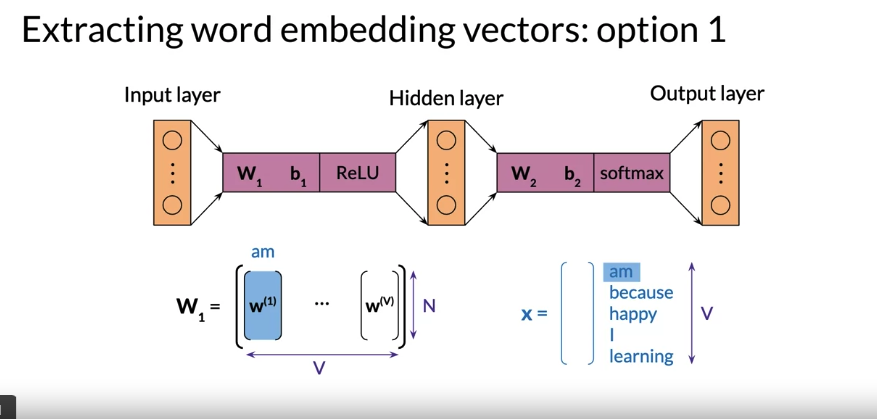 Extracting word embedding vectors: option 1
Input layer
Hidden layer
Output layer
W₁ b₁ ReLU
W₂ b₂ softmax
am
W₁ = w⁽¹⁾ ... w⁽ⱽ⁾ N
V
x =
am
because
happy
I
learning
V